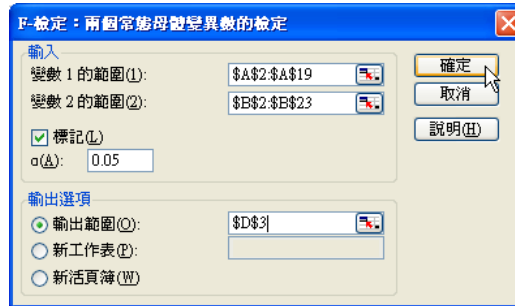 F-檢定：兩個常態母體變異數的檢定
輸入
變數 1 的範圍(1): $A$2:$A$19
變數 2 的範圍(2): $B$2:$B$23
標記(L)
α(A): 0.05
確定
取消
說明(H)
輸出選項
輸出範圍(O): $D$3
新工作表(P):
新活頁簿(W)